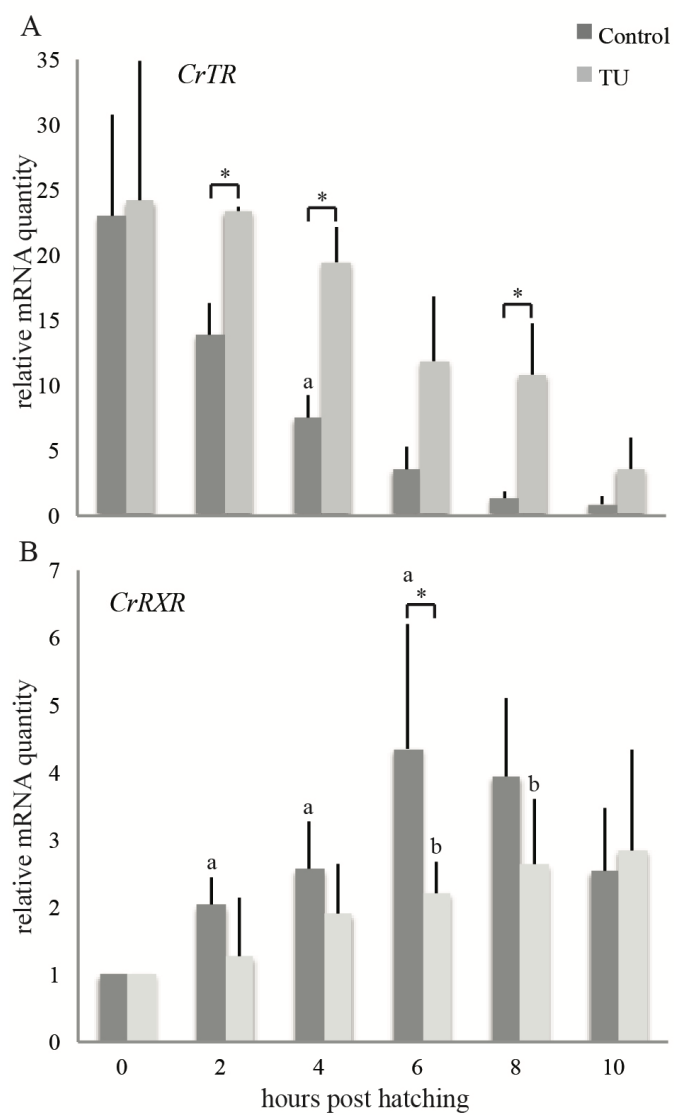 A
Control
TU
CrTR
relative mRNA quantity
35
30
25
20
15
10
5
0
*
*
a
*
B
CrRXR
relative mRNA quantity
7
6
5
4
3
2
1
0
a
a
a
*
b
b
0 2 4 6 8 10
hours post hatching